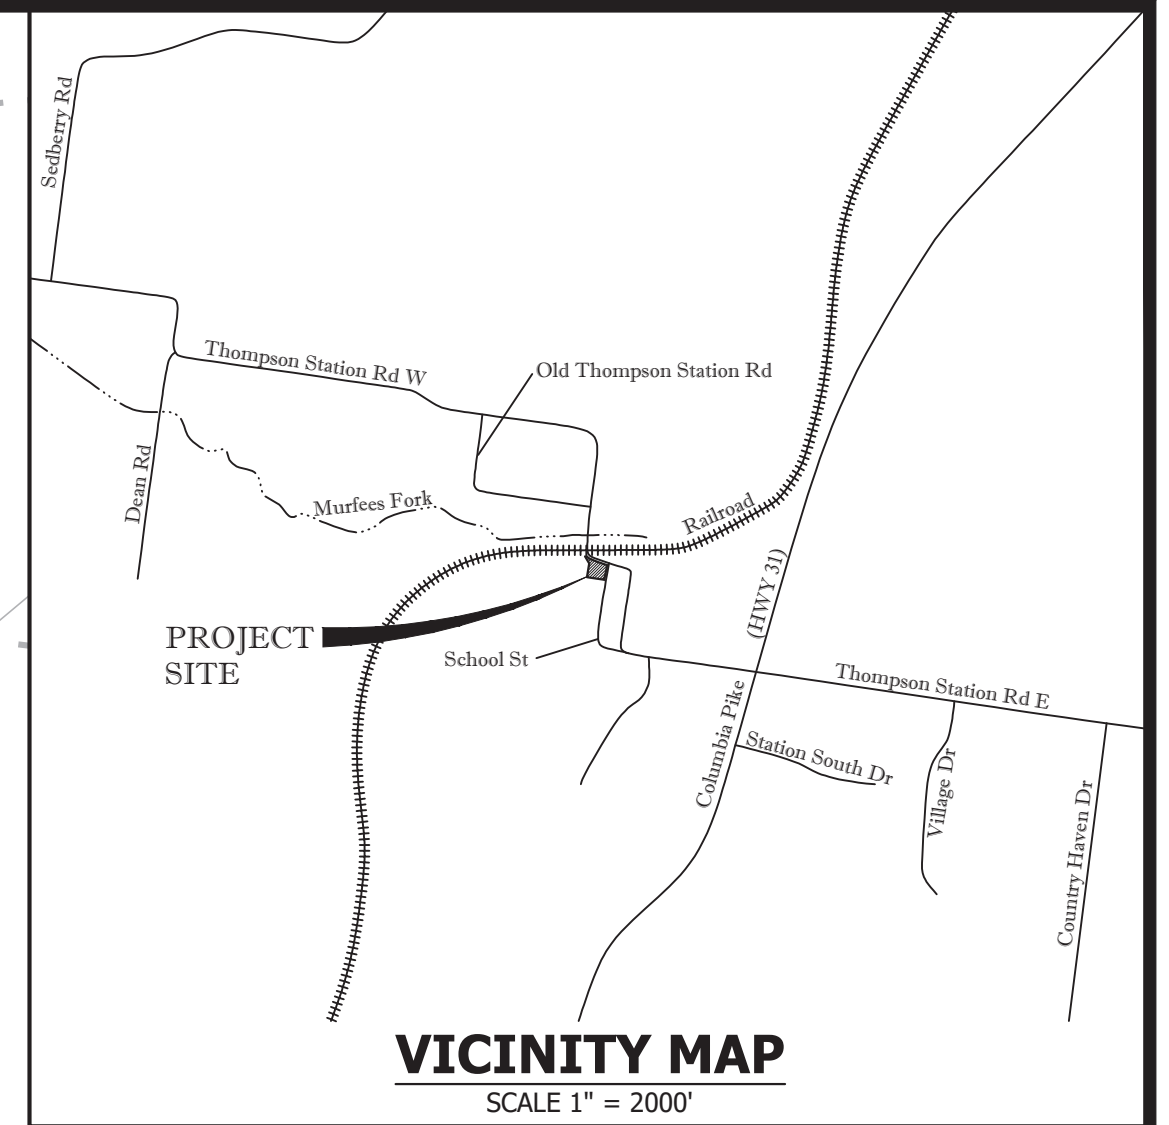 Sedberry Rd
Thompson Station Rd W
Old Thompson Station Rd
Dean Rd
Murfees Fork
Railroad
(HWY 31)
PROJECT
SITE
School St
Thompson Station Rd E
Columbia Pike
Station South Dr
Village Dr
Country Haven Dr
VICINITY MAP
SCALE 1" = 2000'